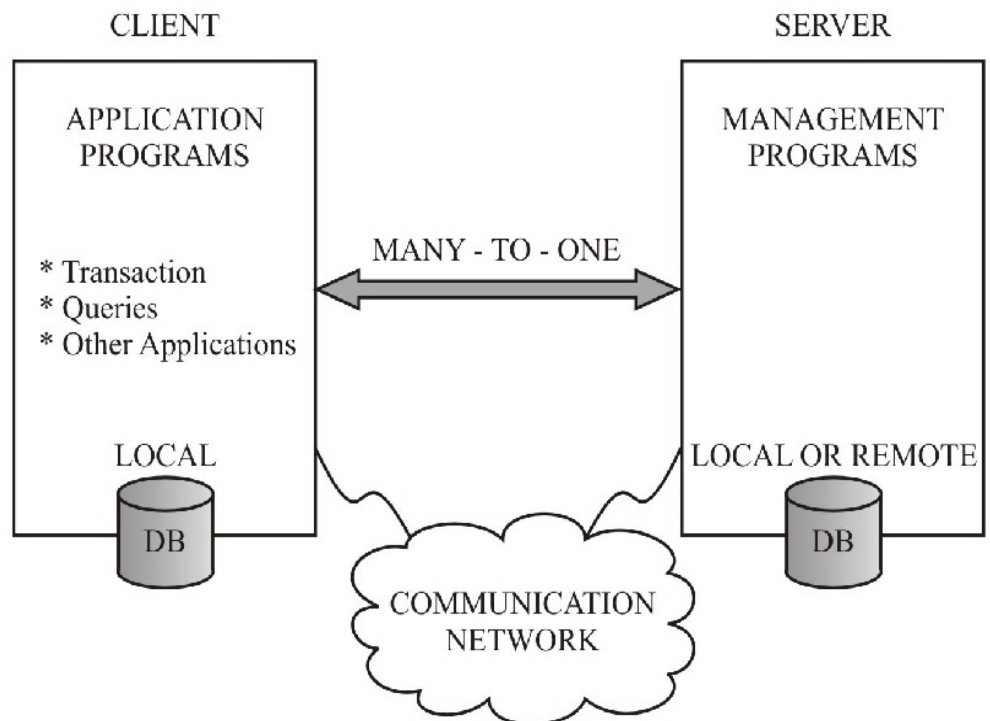 CLIENT
SERVER
APPLICATION
PROGRAMS
MANAGEMENT
PROGRAMS
MANY - TO - ONE
* Transaction
* Queries
* Other Applications
LOCAL
LOCAL OR REMOTE
DB
DB
COMMUNICATION
NETWORK